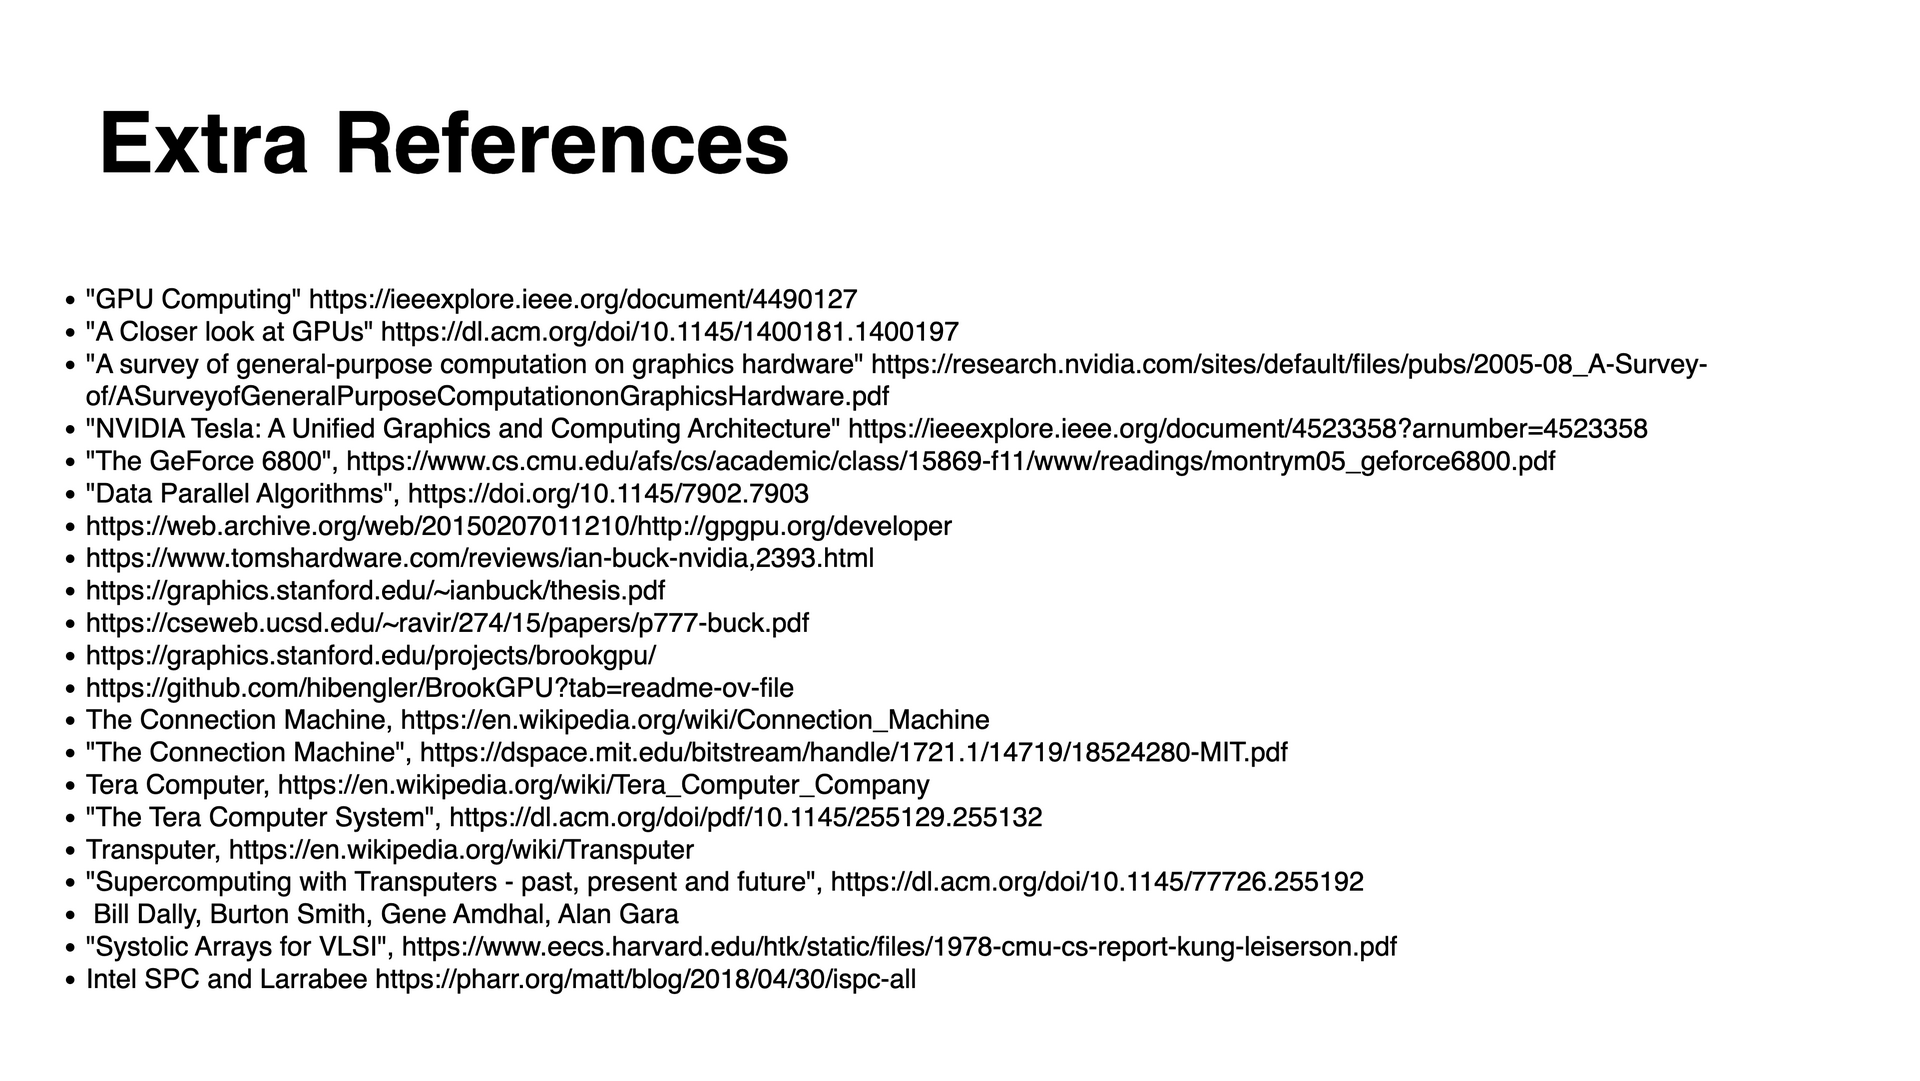 Extra References
• "GPU Computing" https://ieeexplore.ieee.org/document/4490127
• "A Closer look at GPUs" https://dl.acm.org/doi/10.1145/1400181.1400197
• "A survey of general-purpose computation on graphics hardware" https://research.nvidia.com/sites/default/files/pubs/2005-08_A-Survey-
of/ASurveyofGeneralPurposeComputationonGraphicsHardware.pdf
• "NVIDIA Tesla: A Unified Graphics and Computing Architecture" https://ieeexplore.ieee.org/document/4523358?arnumber=4523358
• "The GeForce 6800", https://www.cs.cmu.edu/afs/cs/academic/class/15869-f11/www/readings/montrym05_geforce6800.pdf
• "Data Parallel Algorithms", https://doi.org/10.1145/7902.7903
• https://web.archive.org/web/20150207011210/http://gpgpu.org/developer
• https://www.tomshardware.com/reviews/ian-buck-nvidia,2393.html
• https://graphics.stanford.edu/~ianbuck/thesis.pdf
• https://cseweb.ucsd.edu/~ravir/274/15/papers/p777-buck.pdf
• https://graphics.stanford.edu/projects/brookgpu/
• https://github.com/hibengler/BrookGPU?tab=readme-ov-file
• The Connection Machine, https://en.wikipedia.org/wiki/Connection_Machine
• "The Connection Machine", https://dspace.mit.edu/bitstream/handle/1721.1/14719/18524280-MIT.pdf
• Tera Computer, https://en.wikipedia.org/wiki/Tera_Computer_Company
• "The Tera Computer System", https://dl.acm.org/doi/pdf/10.1145/255129.255132
• Transputer, https://en.wikipedia.org/wiki/Transputer
• "Supercomputing with Transputers - past, present and future", https://dl.acm.org/doi/10.1145/77726.255192
• Bill Dally, Burton Smith, Gene Amdhal, Alan Gara
• "Systolic Arrays for VLSI", https://www.eecs.harvard.edu/htk/static/files/1978-cmu-cs-report-kung-leiserson.pdf
• Intel SPC and Larrabee https://pharr.org/matt/blog/2018/04/30/ispc-all